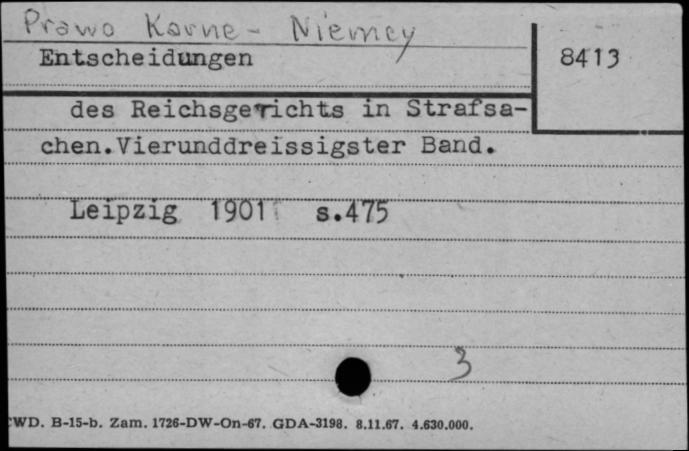 Prawo Karne - Niemcy
Entscheidungen
8413
des Reichsgerichts in Strafsa-
chen.Vierunddreissigster Band.
Leipzig 1901 s.475
3
CWD. B-15-b. Zam. 1726-DW-On-67. GDA-3198. 8.11.67. 4.630.000.